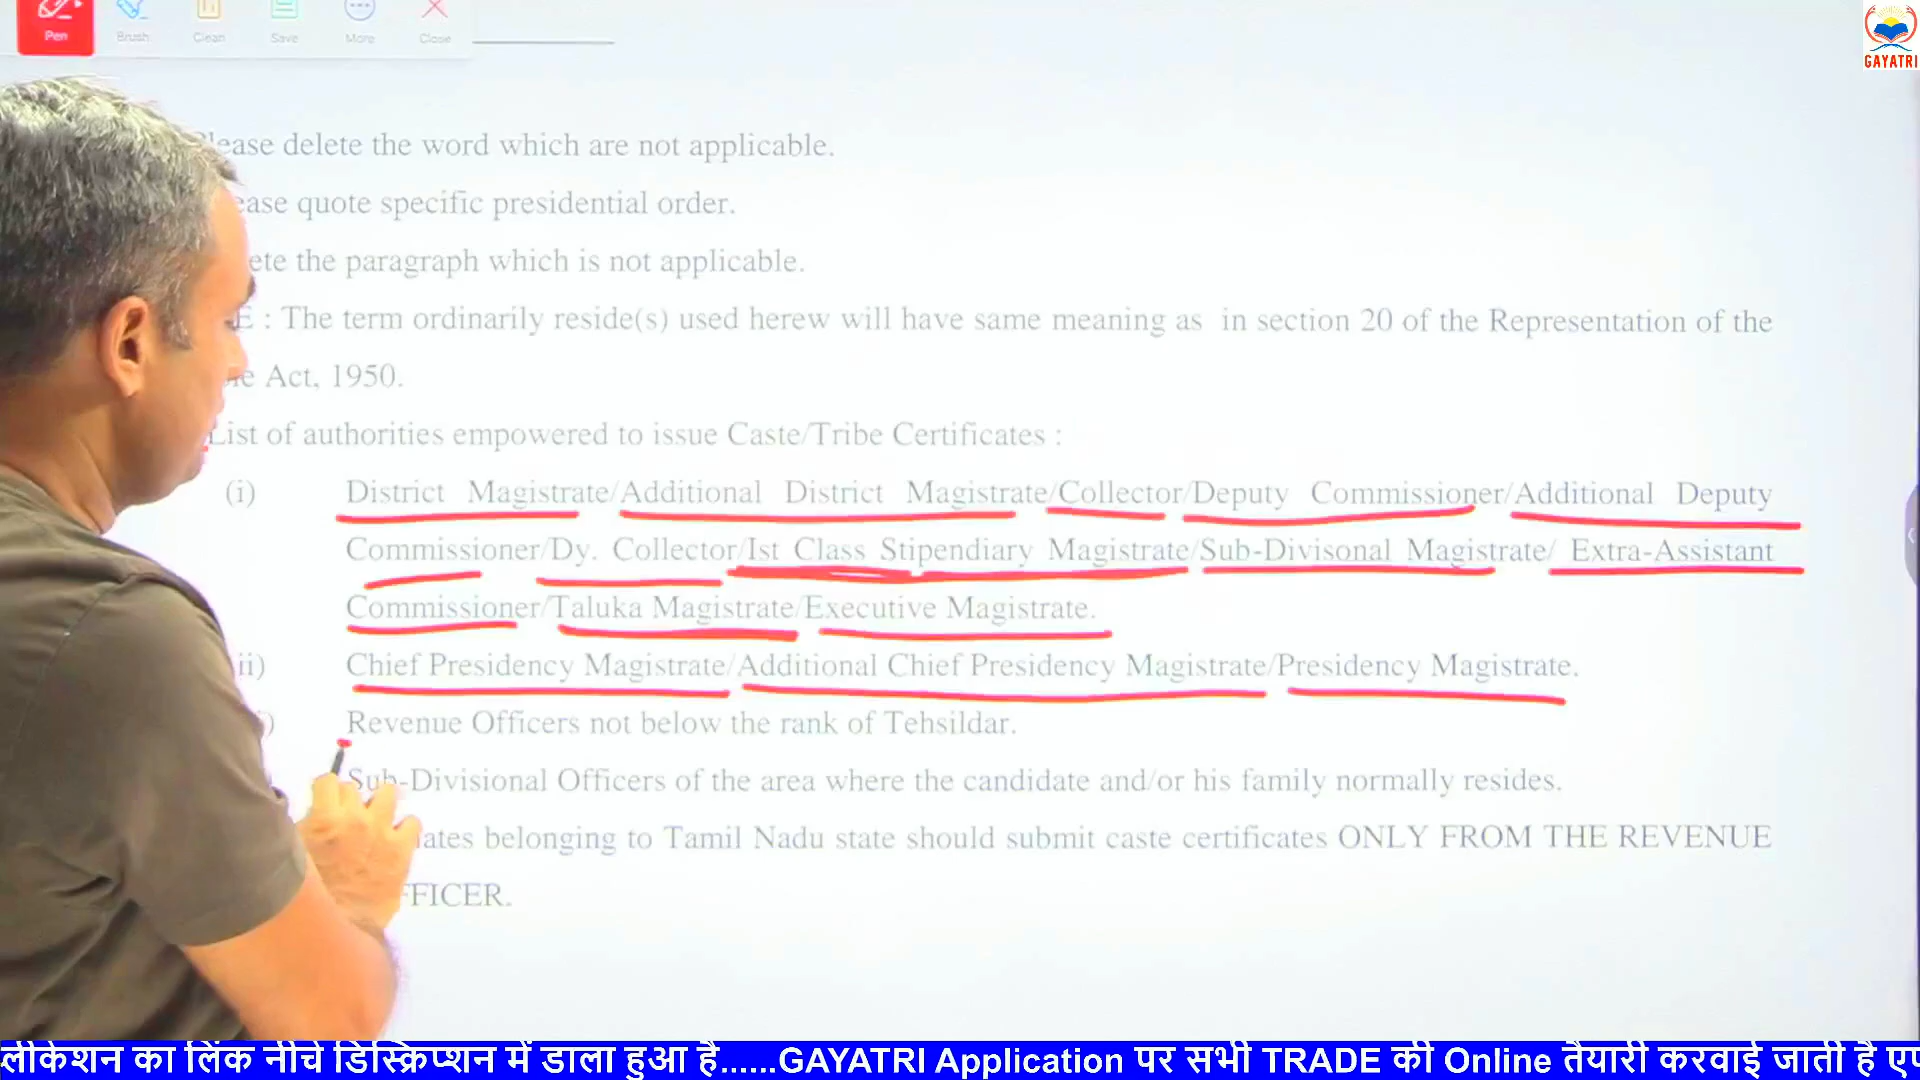 Pen
Brush
Clean
Save
More
Close
GAYATRI
Please delete the word which are not applicable.
quote specific presidential order.
the paragraph which is not applicable.
: The term ordinarily reside(s) used herew will have same meaning as in section 20 of the Representation of the
Act, 1950.
List of authorities empowered to issue Caste/Tribe Certificates :
(i) District Magistrate/Additional District Magistrate/Collector/Deputy Commissioner/Additional Deputy
Commissioner/Dy. Collector/Ist Class Stipendiary Magistrate/Sub-Divisonal Magistrate/ Extra-Assistant
Commissioner/Taluka Magistrate/Executive Magistrate.
ii) Chief Presidency Magistrate/Additional Chief Presidency Magistrate/Presidency Magistrate.
) Revenue Officers not below the rank of Tehsildar.
Sub-Divisional Officers of the area where the candidate and/or his family normally resides.
belonging to Tamil Nadu state should submit caste certificates ONLY FROM THE REVENUE
FFICER.
लीकेशन का लिंक नीचे डिस्क्रिप्शन में डाला हुआ है......GAYATRI Application पर सभी TRADE की Online तैयारी करवाई जाती है